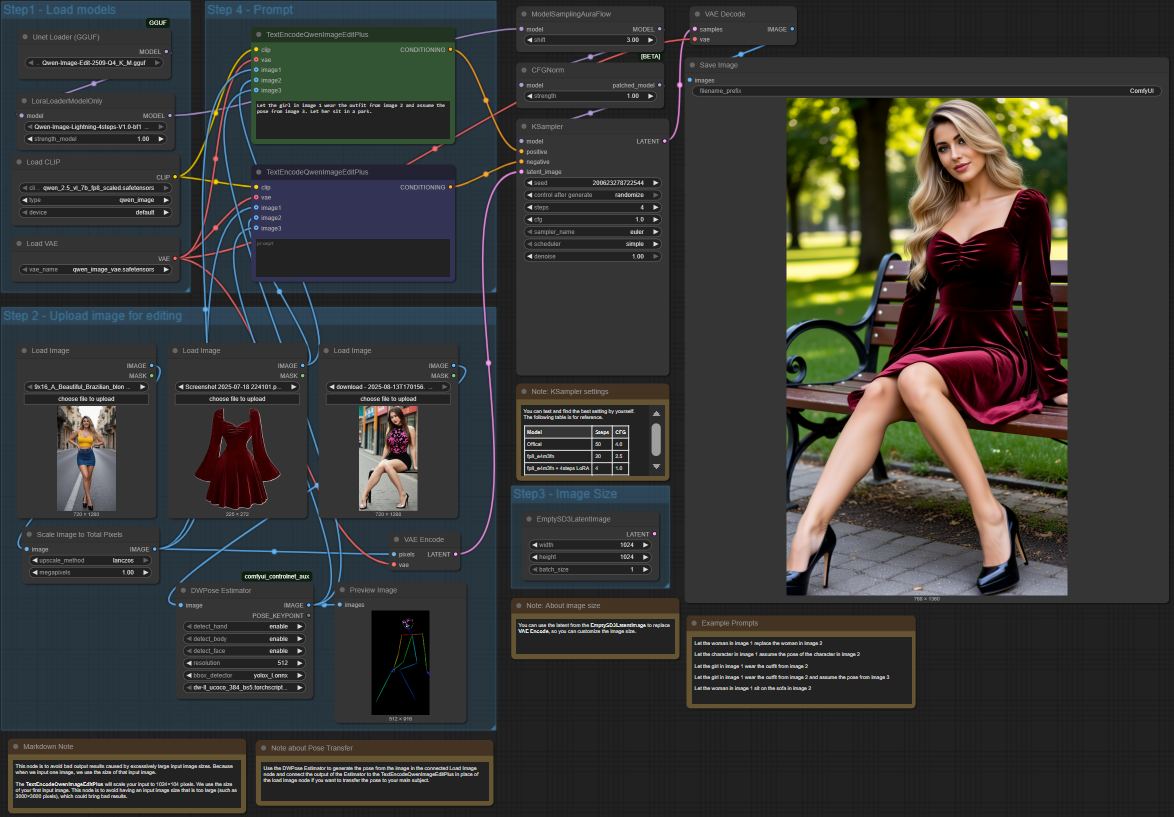 Step1 - Load models
GGUF
Unet Loader (GGUF)
MODEL
Qwen-Image-Edit-2509-Q4_K_M.gguf
LoraLoaderModelOnly
model
MODEL
Qwen-Image-Lightning-4steps-V1.0-bf1 ...
strength_model
1.00
Load CLIP
CLIP
cli...
qwen_2.5_vl_7b_fp8_scaled.safetensors
type
qwen_image
device
default
Load VAE
VAE
vae_name
qwen_image_vae.safetensors
Step 4 - Prompt
TextEncodeQwenImageEditPlus
clip
CONDITIONING
vae
image1
image2
image3
Let the girl in image 1 wear the outfit from image 2 and assume the
pose from image 3. Let her sit in a park.
TextEncodeQwenImageEditPlus
clip
CONDITIONING
vae
image1
image2
image3
prompt
ModelSamplingAuraFlow
model
MODEL
shift
3.00
[BETA]
CFGNorm
model
patched_model
strength
1.00
KSampler
model
LATENT
positive
negative
latent_image
seed
200623278722544
control after generate
randomize
steps
4
cfg
1.0
sampler_name
euler
scheduler
simple
denoise
1.00
VAE Decode
samples
IMAGE
vae
Save Image
images
filename_prefix
ComfyUI
768 × 1360
Step 2 - Upload image for editing
Load Image
IMAGE
MASK
9x16_A_Beautiful_Brazilian_blon ...
choose file to upload
720 × 1280
Load Image
IMAGE
MASK
Screenshot 2025-07-18 224101.p...
choose file to upload
225 × 272
Load Image
IMAGE
MASK
download - 2025-08-13T170156. ...
choose file to upload
720 × 1280
Scale Image to Total Pixels
image
IMAGE
upscale_method
lanczos
megapixels
1.00
VAE Encode
pixels
LATENT
vae
comfyui_controlnet_aux
DWPose Estimator
image
IMAGE
POSE_KEYPOINT
detect_hand
enable
detect_body
enable
detect_face
enable
resolution
512
bbox_detector
yolox_l.onnx
dw-ll_ucoco_384_bs5.torchscript...
Preview Image
images
512 × 910
Note: KSampler settings
You can test and find the best setting by yourself.
The following table is for reference.
Model
Steps
CFG
Offical
50
4.0
fp8_e4m3fn
20
2.5
fp8_e4m3fn + 4steps LoRA
4
1.0
Step3 - Image Size
EmptySD3LatentImage
LATENT
width
1024
height
1024
batch_size
1
Note: About image size
You can use the latent from the EmptySD3LatentImage to replace
VAE Encode, so you can customize the image size.
Example Prompts
Let the woman in image 1 replace the woman in image 2
Let the character in image 1 assume the pose of the character in image 2
Let the girl in image 1 wear the outfit from image 2
Let the girl in image 1 wear the outfit from image 2 and assume the pose from image 3
Let the woman in image 1 sit on the sofa in image 2
Markdown Note
This node is to avoid bad output results caused by excessively large input image sizes. Because
when we input one image, we use the size of that input image.
The TextEncodeQwenImageEditPlus will scale your input to 1024×104 pixels. We use the size
of your first input image. This node is to avoid having an input image size that is too large (such as
3000×3000 pixels), which could bring bad results.
Note about Pose Transfer
Use the DWPose Estimator to generate the pose from the image in the connected Load Image
node and connect the output of the Estimator to the TextEncodeQwenImageEditPlus in place of
the load image node if you want to transfer the pose to your main subject.